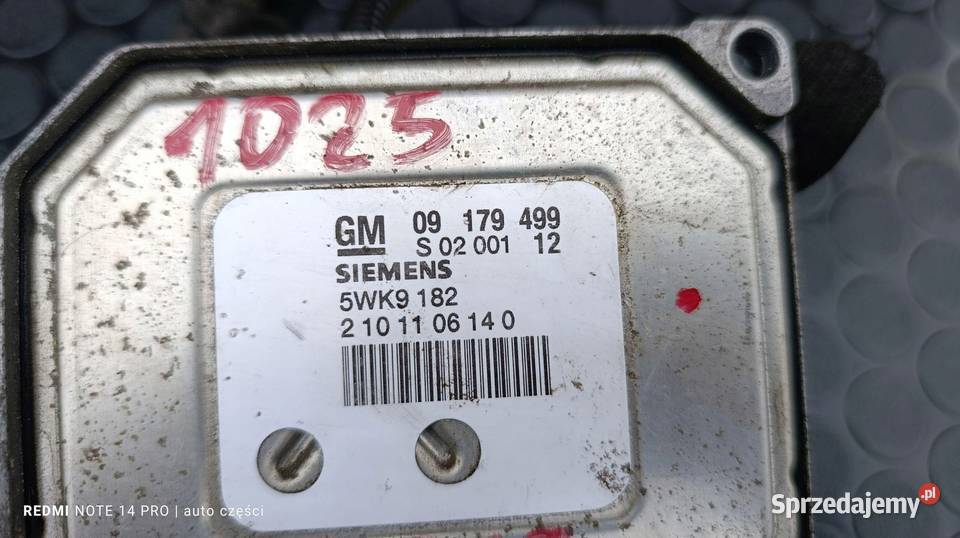 1025
GM 09 179 499
S 02 001 12
SIEMENS
5WK9 182
2 10 11 06 14 0
REDMI NOTE 14 PRO | auto części
Sprzedajemy.pl